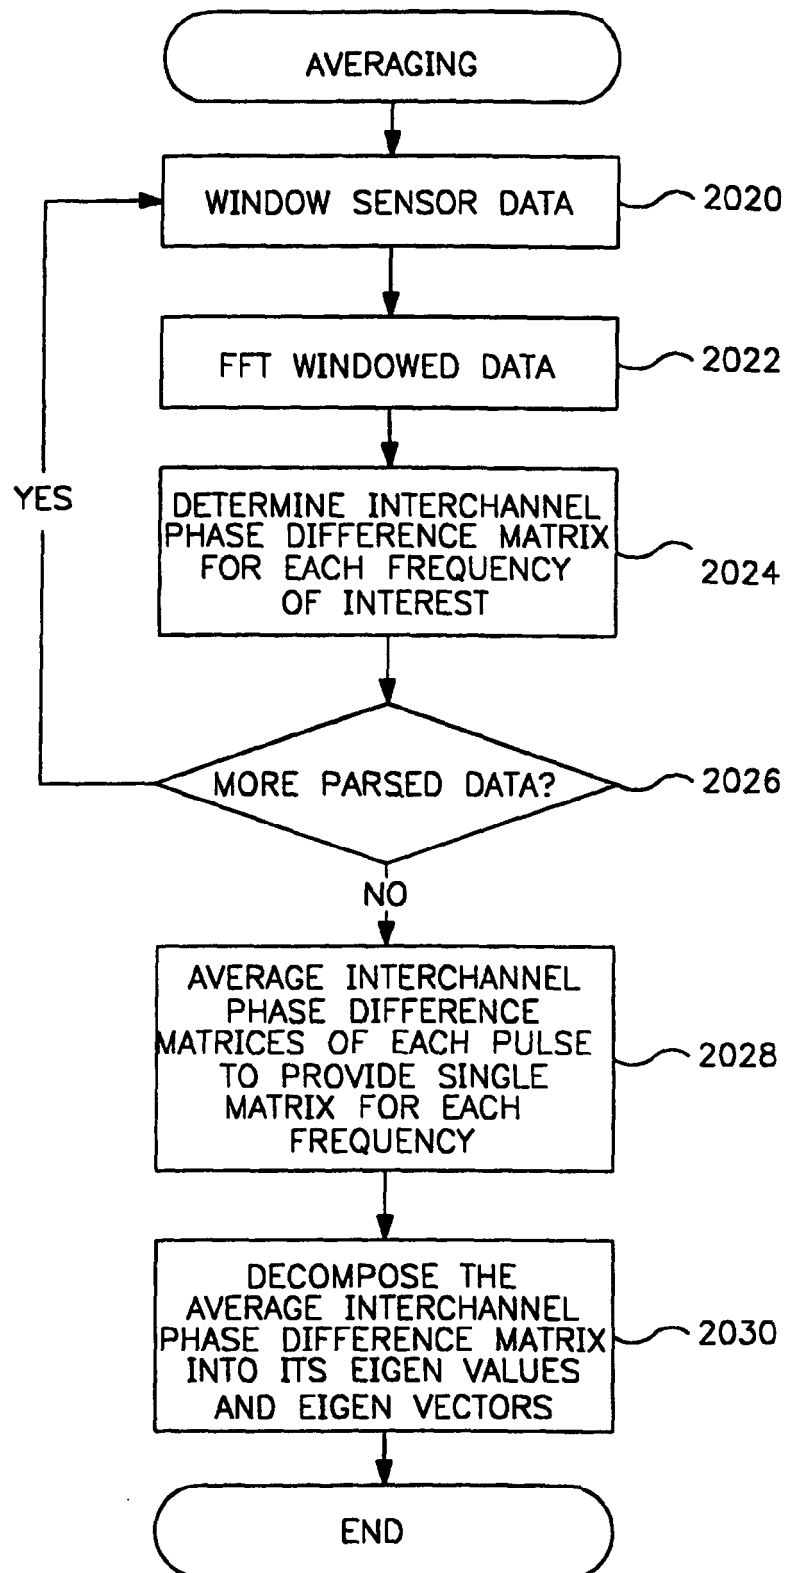 AVERAGING
WINDOW SENSOR DATA
2020
FFT WINDOWED DATA
2022
YES
DETERMINE INTERCHANNEL
PHASE DIFFERENCE MATRIX
FOR EACH FREQUENCY
OF INTEREST
2024
MORE PARSED DATA?
2026
NO
AVERAGE INTERCHANNEL
PHASE DIFFERENCE
MATRICES OF EACH PULSE
TO PROVIDE SINGLE
MATRIX FOR EACH
FREQUENCY
2028
DECOMPOSE THE
AVERAGE INTERCHANNEL
PHASE DIFFERENCE MATRIX
INTO ITS EIGEN VALUES
AND EIGEN VECTORS
2030
END